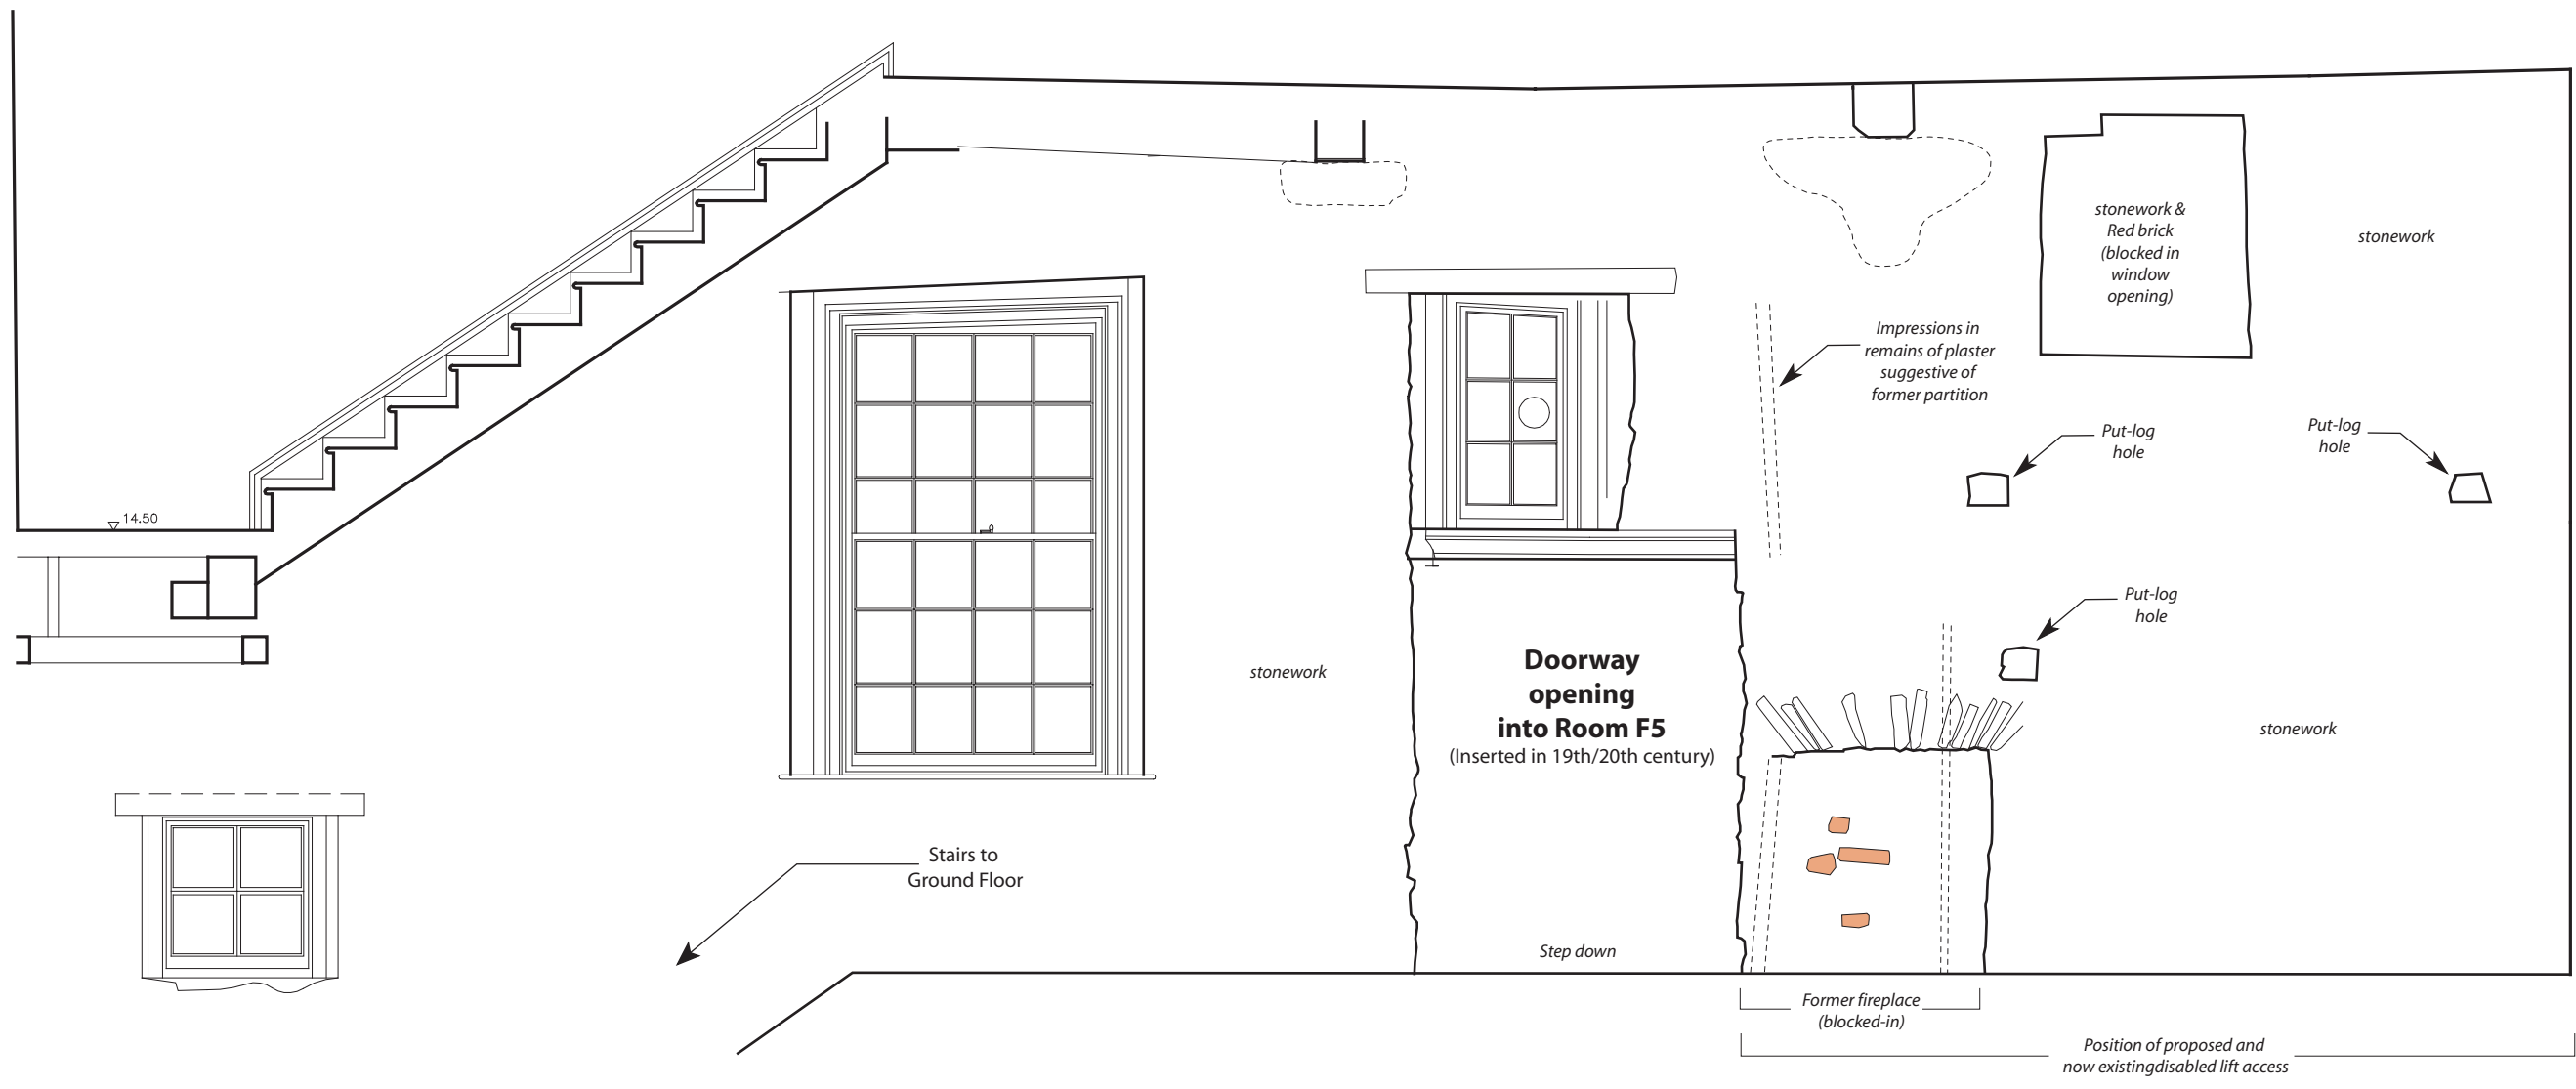 14.50
stonework &
Red brick
(blocked in
window
opening)
stonework
Impressions in
remains of plaster
suggestive of
former partition
Put-log
hole
Put-log
hole
Put-log
hole
stonework
Doorway
opening
into Room F5
(Inserted in 19th/20th century)
stonework
Stairs to
Ground Floor
Step down
Former fireplace
(blocked-in)
Position of proposed and
now existingdisabled lift access